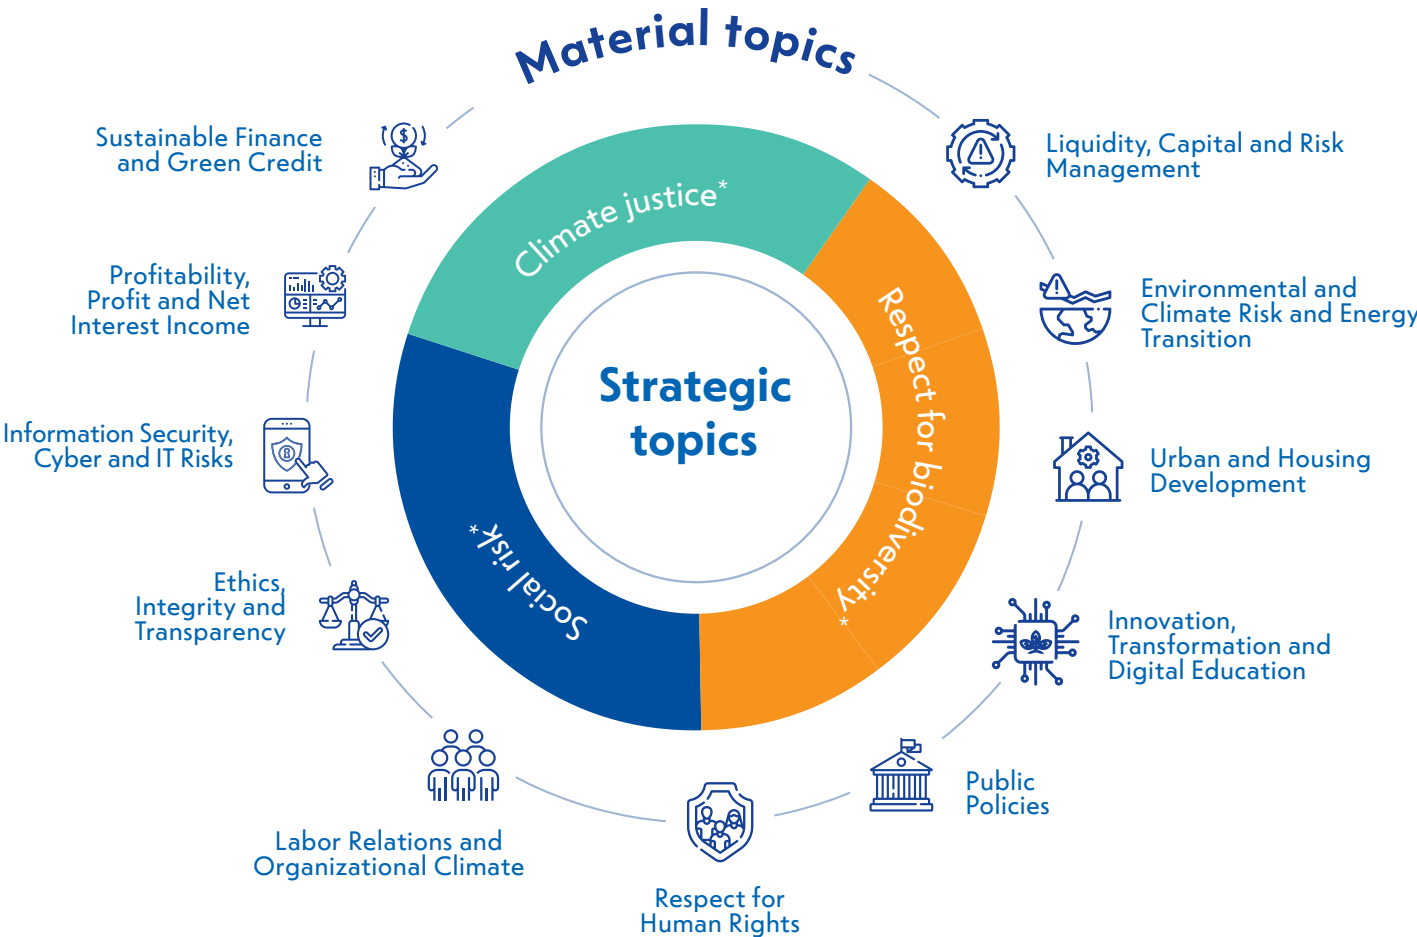 Material topics
Liquidity, Capital and Risk
Management
Environmental and
Climate Risk and Energy
Transition
Urban and Housing
Development
Innovation,
Transformation and
Digital Education
Public
Policies
Respect for
Human Rights
Labor Relations and
Organizational Climate
Ethics,
Integrity and
Transparency
Information Security,
Cyber and IT Risks
Profitability,
Profit and Net
Interest Income
Sustainable Finance
and Green Credit
Climate justice*
Respect for biodiversity*
Social risk*
Strategic
topics
$